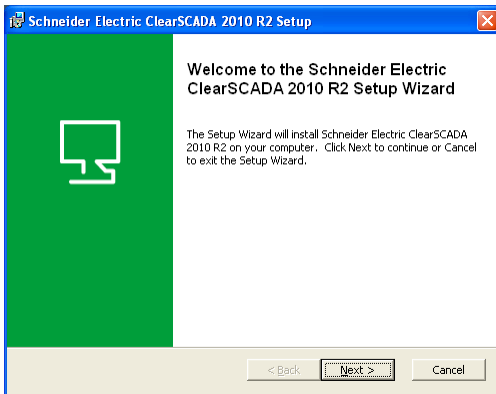 Schneider Electric ClearSCADA 2010 R2 Setup
Welcome to the Schneider Electric
ClearSCADA 2010 R2 Setup Wizard
The Setup Wizard will install Schneider Electric ClearSCADA
2010 R2 on your computer. Click Next to continue or Cancel
to exit the Setup Wizard.
< Back Next > Cancel